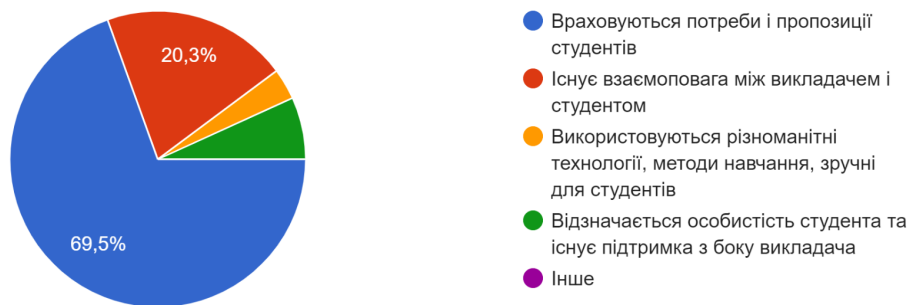 20,3%
69,5%
Враховуються потреби і пропозиції
студентів
Існує взаємоповага між викладачем і
студентом
Використовуються різноманітні
технології, методи навчання, зручні
для студентів
Відзначається особистість студента та
існує підтримка з боку викладача
Інше